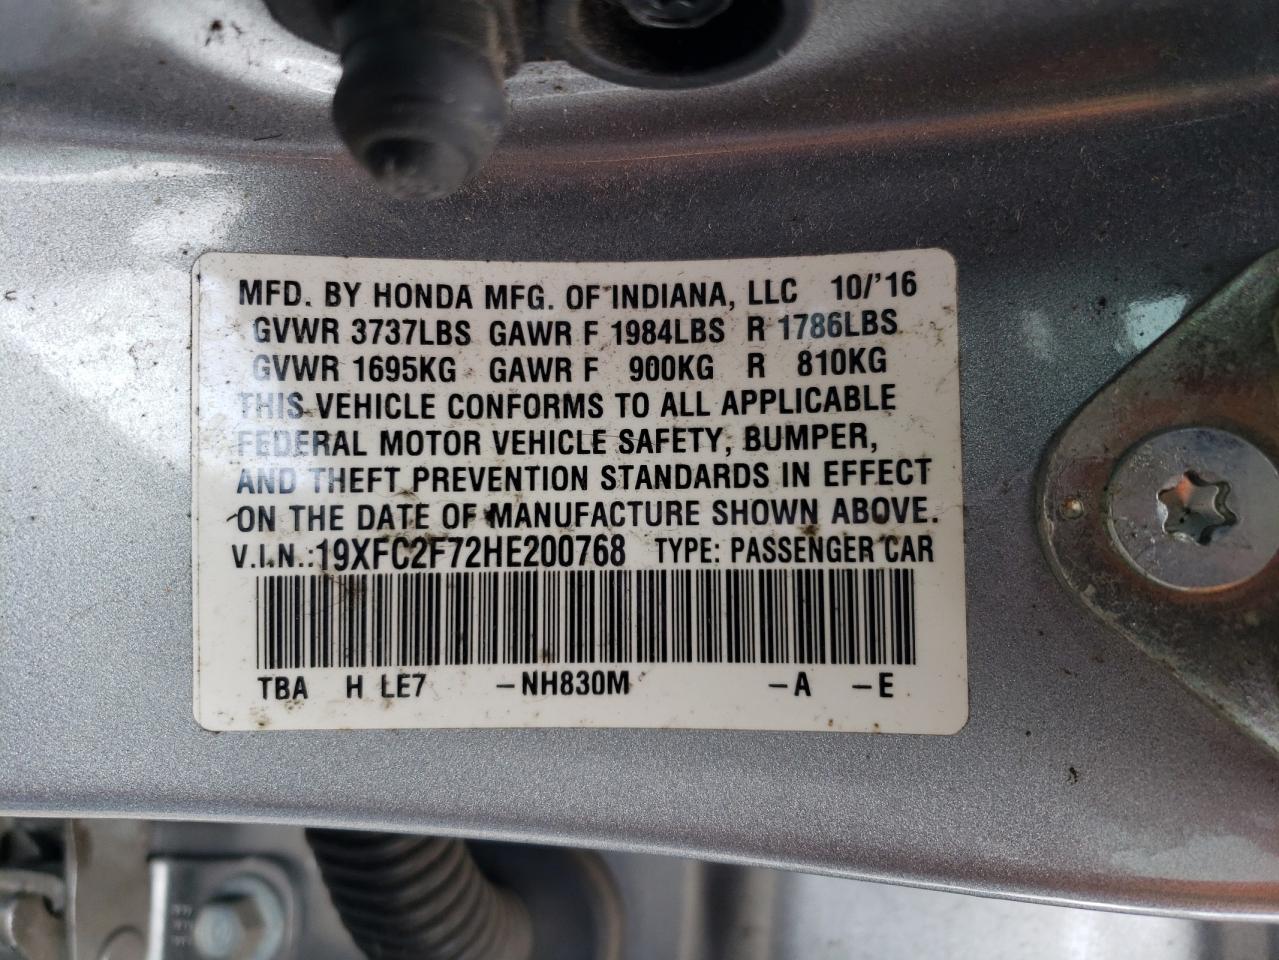 MFD. BY HONDA MFG. OF INDIANA, LLC 10/'16
GVWR 3737LBS GAWR F 1984LBS R 1786LBS
GVWR 1695KG GAWR F 900KG R 810KG
THIS VEHICLE CONFORMS TO ALL APPLICABLE
FEDERAL MOTOR VEHICLE SAFETY, BUMPER,
AND THEFT PREVENTION STANDARDS IN EFFECT
ON THE DATE OF MANUFACTURE SHOWN ABOVE.
V.I.N.:19XFC2F72HE200768 TYPE: PASSENGER CAR
TBA H LE7 –NH830M –A –E